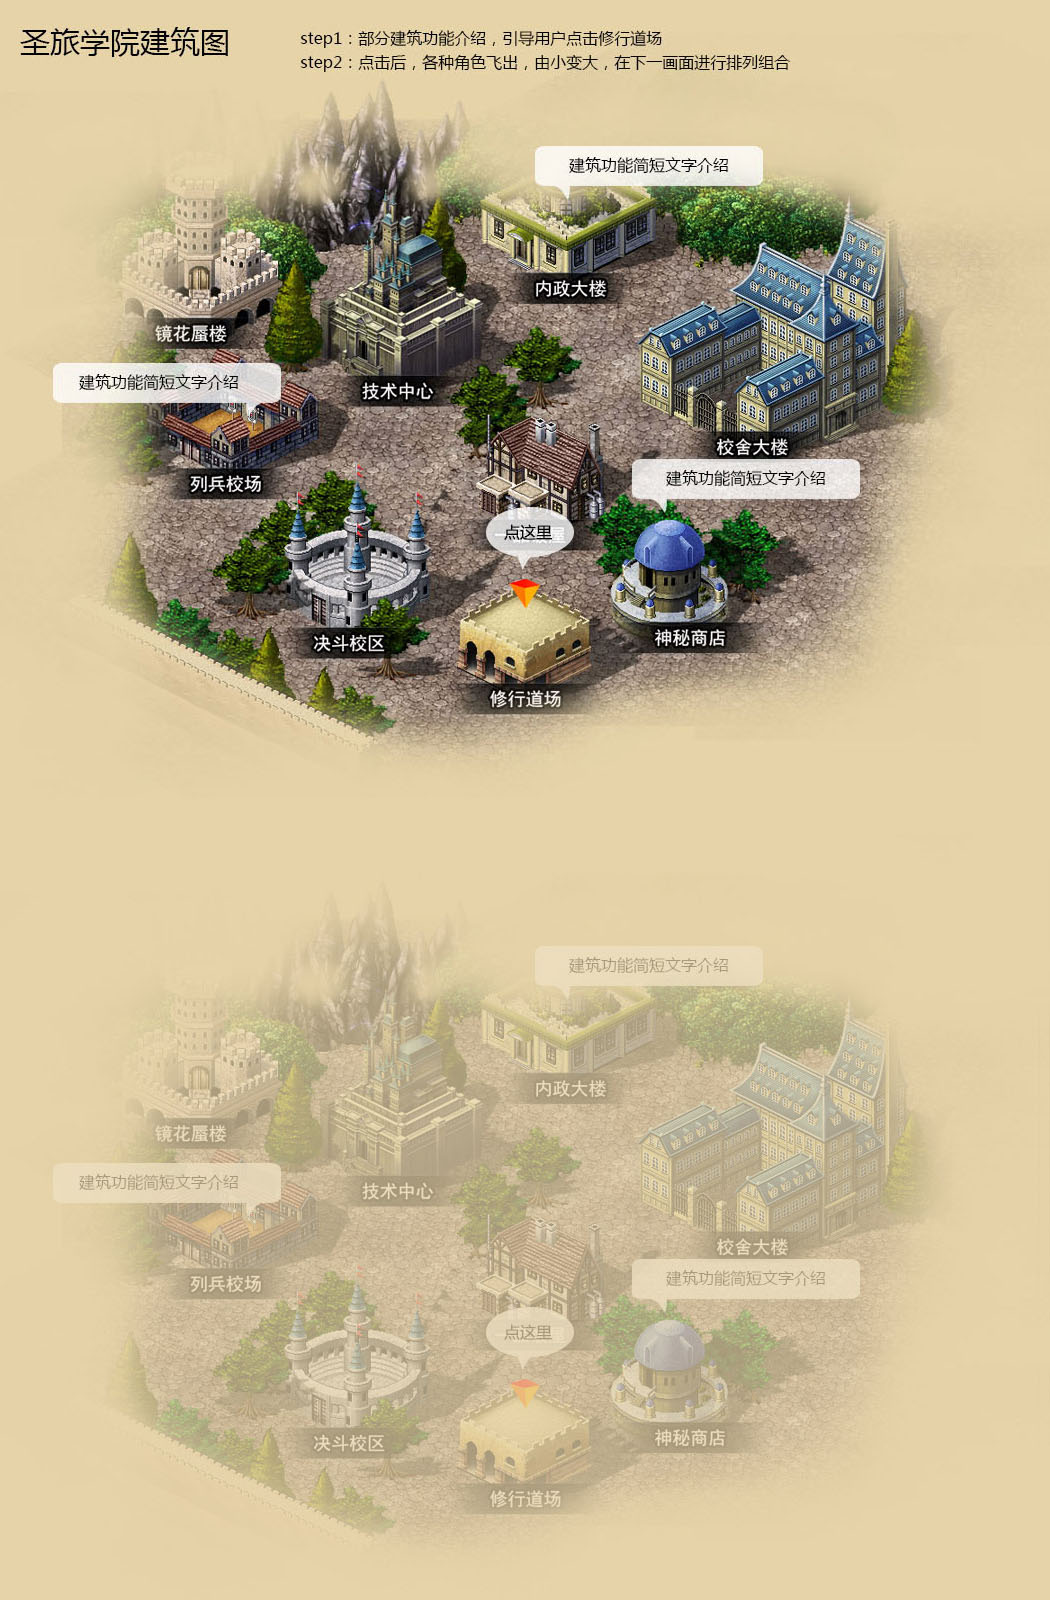 圣旅学院建筑图
step1：部分建筑功能介绍，引导用户点击修行道场
step2：点击后，各种角色飞出，由小变大，在下一画面进行排列组合
建筑功能简短文字介绍
内政大楼
镜花蜃楼
建筑功能简短文字介绍
技术中心
校舍大楼
建筑功能简短文字介绍
列兵校场
点这里
决斗校区
神秘商店
修行道场
建筑功能简短文字介绍
内政大楼
镜花蜃楼
建筑功能简短文字介绍
技术中心
校舍大楼
建筑功能简短文字介绍
列兵校场
点这里
决斗校区
神秘商店
修行道场